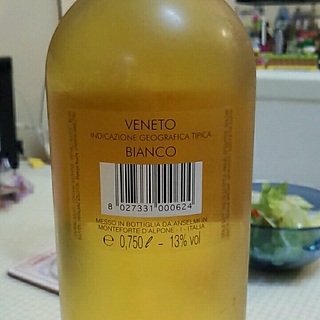 VENETO
INDICAZIONE GEOGRAFICA TIPICA
BIANCO
8 027331 000624
MESSO IN BOTTIGLIA DA ANSELMI
MONTEFORTE D'ALPONE - I - ITALIA
e 0,750ℓ - 13% vol